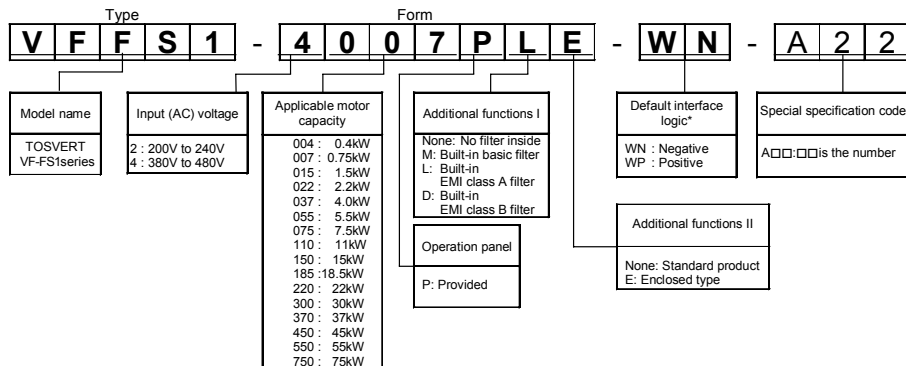 Type Form
V F F S 1 - 4 0 0 7 P L E - W N - A 2 2
Model name
TOSVERT
VF-FS1series
Input (AC) voltage
2 : 200V to 240V
4 : 380V to 480V
Applicable motor
capacity
004 : 0.4kW
007 : 0.75kW
015 : 1.5kW
022 : 2.2kW
037 : 4.0kW
055 : 5.5kW
075 : 7.5kW
110 : 11kW
150 : 15kW
185 :18.5kW
220 : 22kW
300 : 30kW
370 : 37kW
450 : 45kW
550 : 55kW
750 : 75kW
Additional functions I
None: No filter inside
M: Built-in basic filter
L: Built-in
EMI class A filter
D: Built-in
EMI class B filter
Operation panel
P: Provided
Default interface
logic*
WN : Negative
WP : Positive
Additional functions II
None: Standard product
E: Enclosed type
Special specification code
A□□:□□is the number